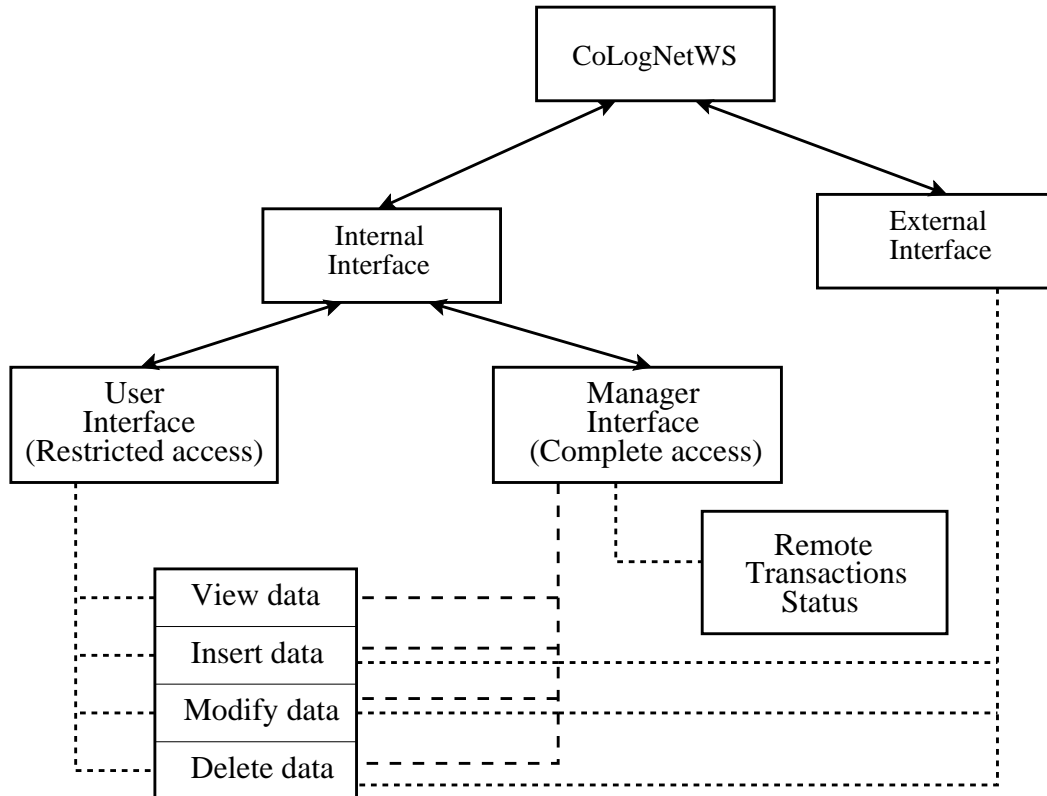 CoLogNetWS
Internal
Interface
External
Interface
User
Interface
(Restricted access)
Manager
Interface
(Complete access)
Remote
Transactions
Status
View data
Insert data
Modify data
Delete data